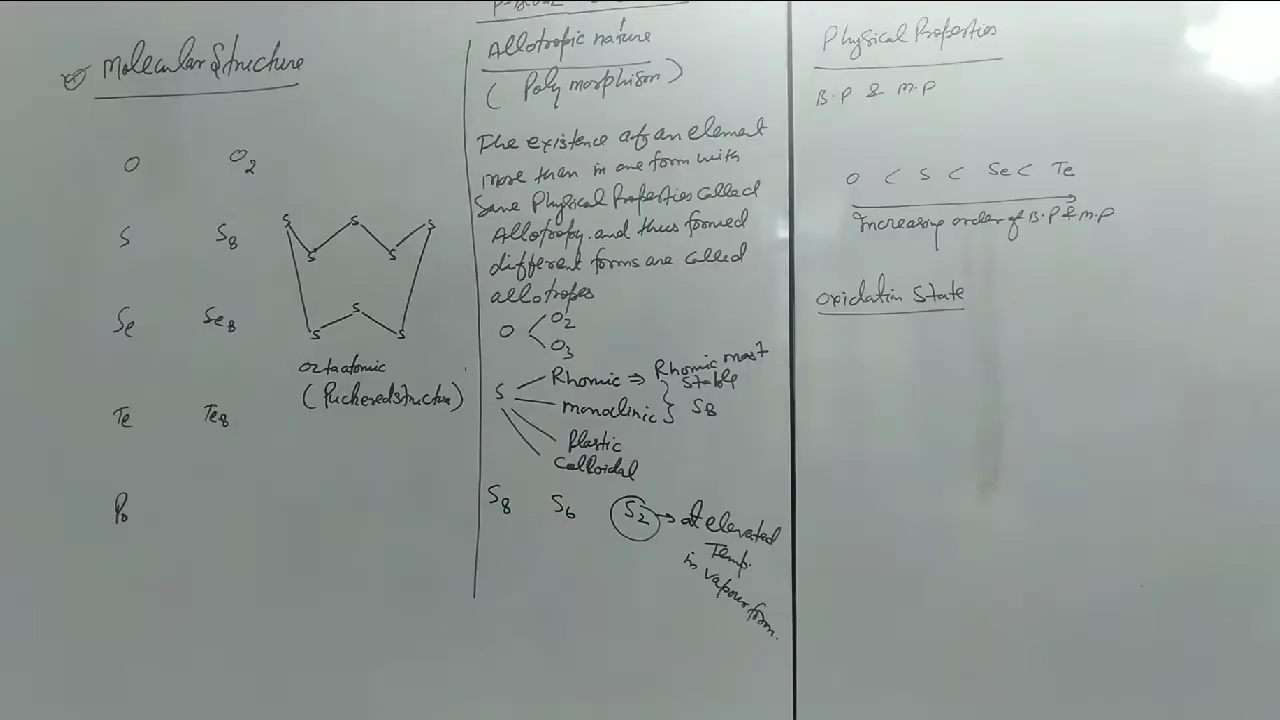 Molecular Structure
O O2
S S8
S S S S
S S S S
Se Se8
Octaatomic
(Puckered structure)
Te Te8
Po
Allotropic nature
(Polymorphism)
The existence of an element
more than in one form with
Same Physical Properties called
Allotropy. and thus formed
different forms are called
allotropes
O O2
O3
S Rhomic ⇒ Rhomic most
Stable
monoclinic } S8
Plastic
Colloidal
S8 S6 S2 → at elevated
Temp.
in vapour form.
Physical Properties
B.P & M.P
O < S < Se < Te
Increasing order of B.P & M.P
Oxidation State